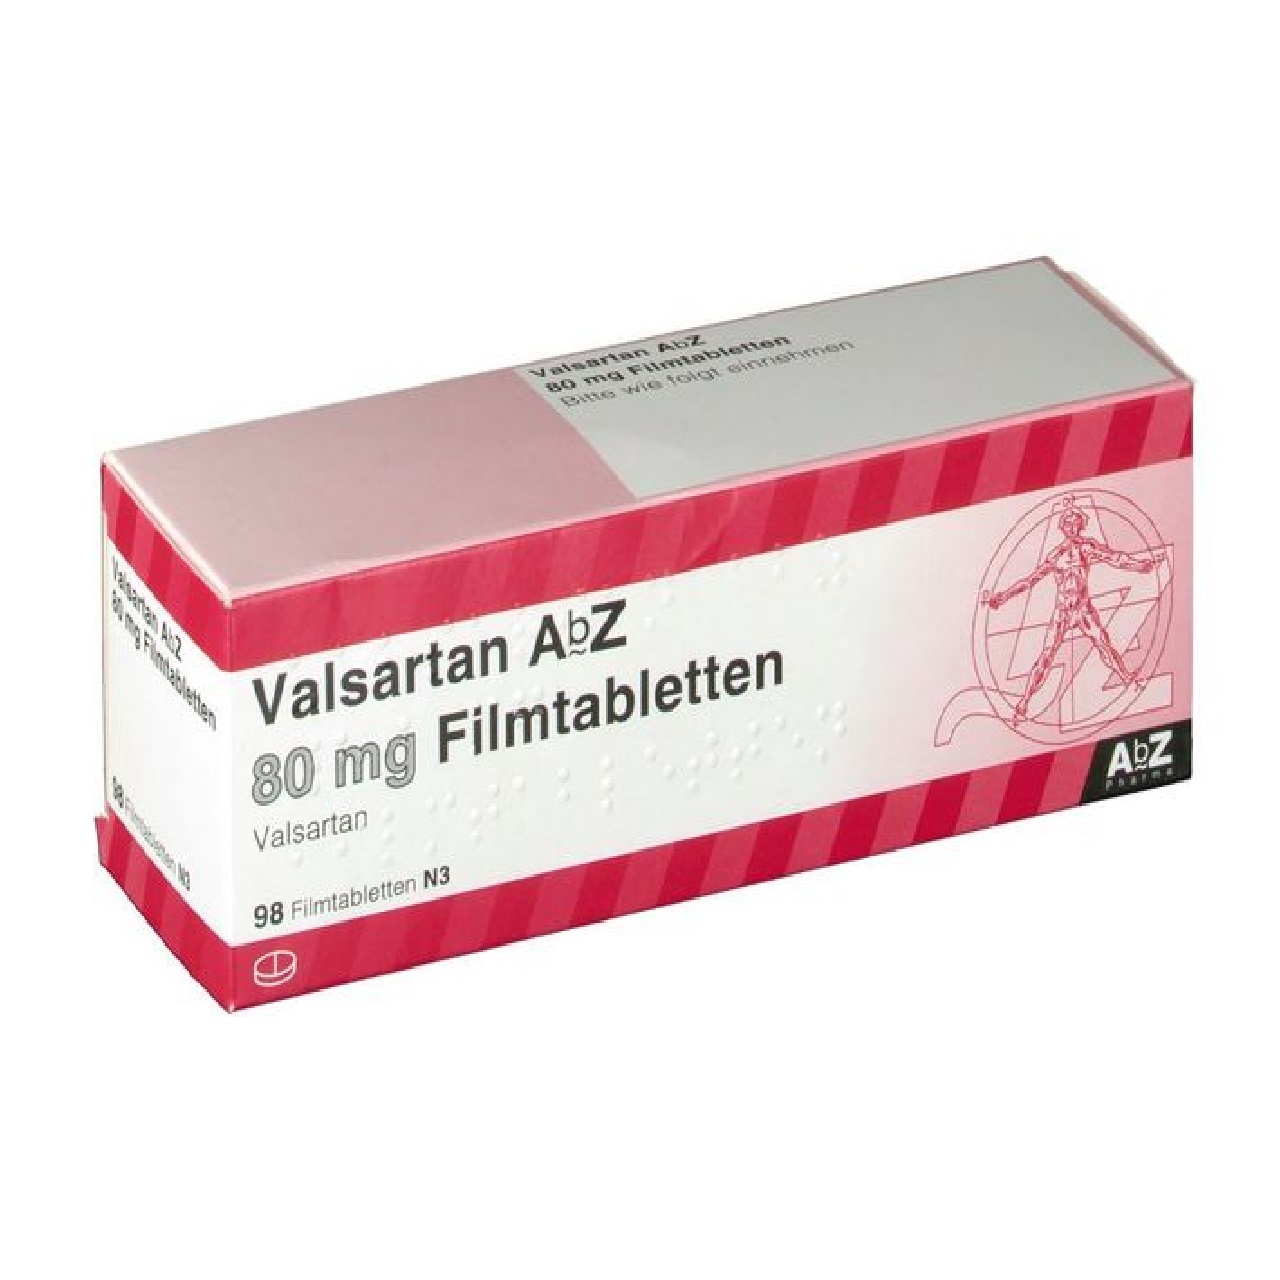 Valsartan AbZ
80 mg Filmtabletten
Bitte wie folgt einnehmen
Valsartan AbZ
80 mg Filmtabletten
98 Filmtabletten N3
Valsartan AbZ
80 mg Filmtabletten
Valsartan
98 Filmtabletten N3
AbZ
Pharma